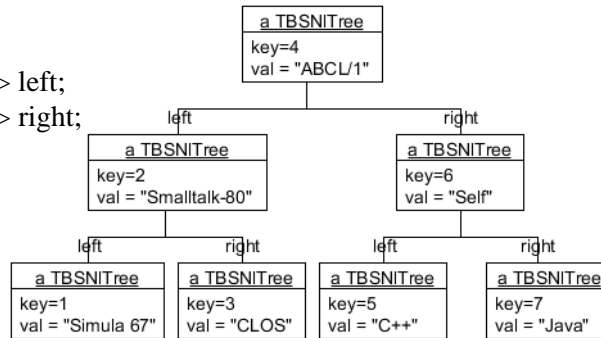 a TBSNITree
key=4
val = "ABCL/1"
> left;
> right;
left
right
a TBSNITree
key=2
val = "Smalltalk-80"
a TBSNITree
key=6
val = "Self"
left
right
left
right
a TBSNITree
key=1
val = "Simula 67"
a TBSNITree
key=3
val = "CLOS"
a TBSNITree
key=5
val = "C++"
a TBSNITree
key=7
val = "Java"